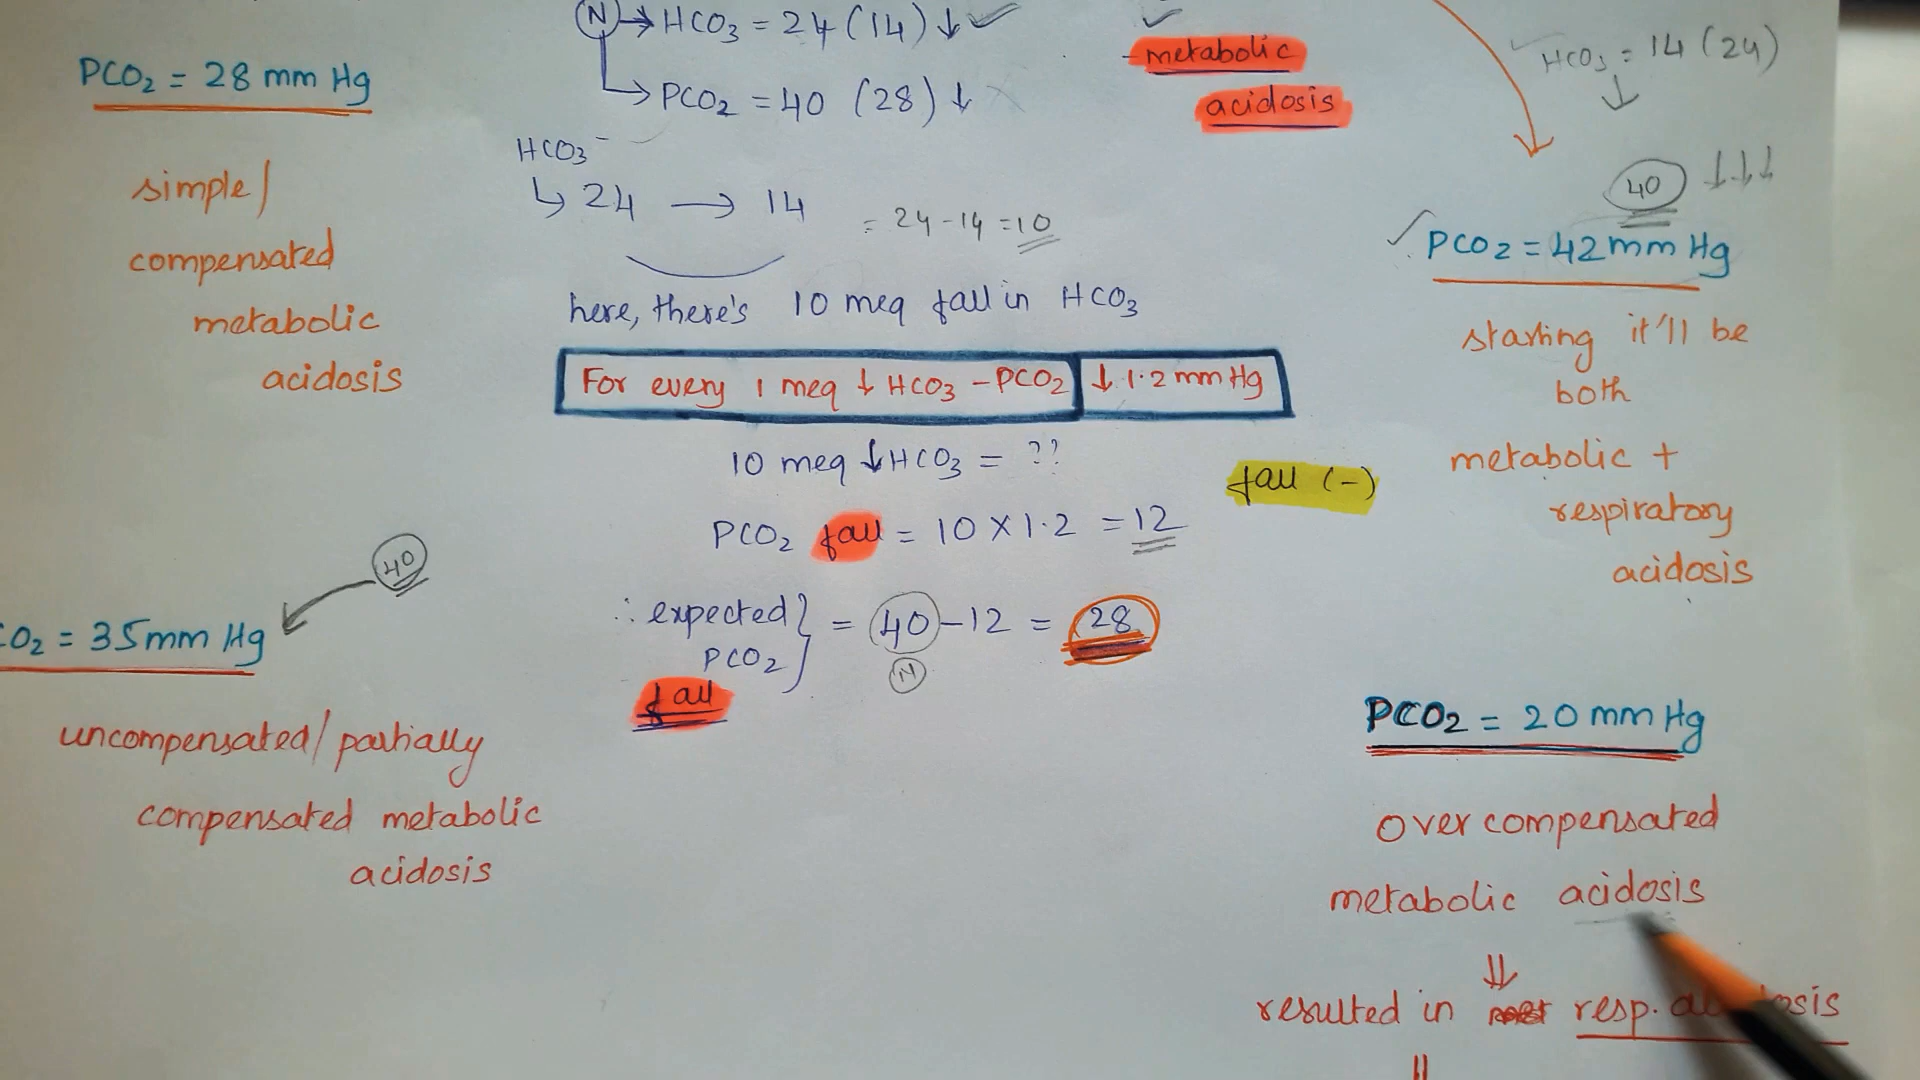 N → HCO3 = 24 (14) ↓ ✓
→ PCO2 = 40 (28) ↓
✓
- metabolic
acidosis
HCO3 = 14 (24)
↓
40 ↓↓↓
PCO2 = 28 mm Hg
simple/
compensated
metabolic
acidosis
HCO3⁻
↳ 24 → 14 = 24-14 = 10
here, there's 10 meq fall in HCO3
For every 1 meq ↓ HCO3 - PCO2 ↓ 1.2 mm Hg
10 meq ↓ HCO3 = ??
PCO2 fall = 10 X 1.2 = 12
fall (-)
∴ expected PCO2 } = 40 - 12 = 28
N
fall
✓ PCO2 = 42 mm Hg
starting it'll be
both
metabolic +
respiratory
acidosis
40
CO2 = 35 mm Hg
uncompensated/partially
compensated metabolic
acidosis
PCO2 = 20 mm Hg
over compensated
metabolic acidosis
⇓
resulted in resp.